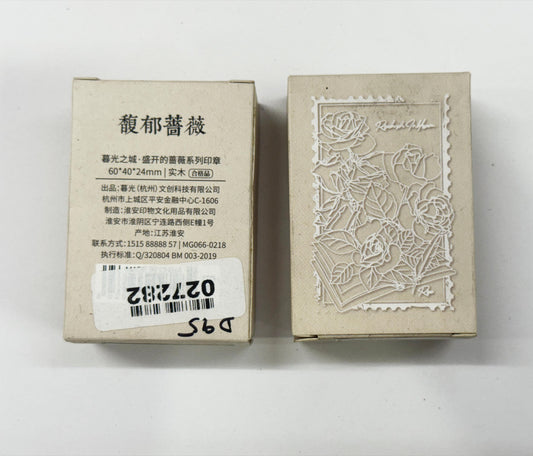 馥郁蔷薇
暮光之城·盛开的蔷薇系列印章
60*40*24mm | 实木 合格品
出品:暮光(杭州)文创科技有限公司
杭州市上城区平安金融中心C-1606
制造:淮安印物文化用品有限公司
淮安市淮阴区宁连路西侧E幢1号
产地:江苏淮安
联系方式:1515 88888 57 | MG066-0218
执行标准:Q/320804 BM 003-2019
0272832
D95